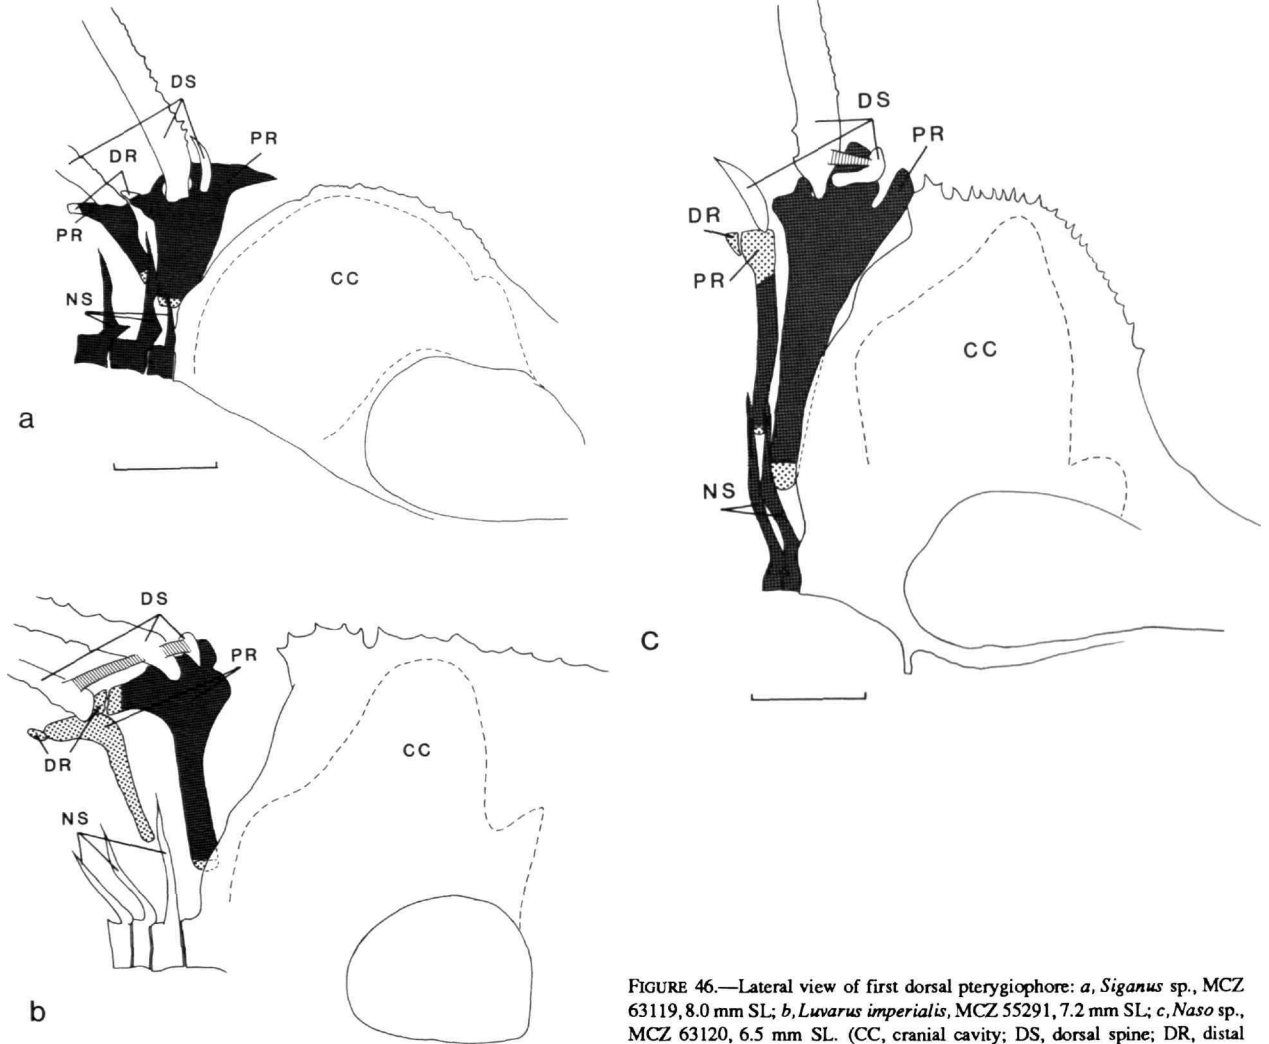 DS
PR
DR
PR
CC
NS
a
DS
PR
DR
PR
CC
NS
c
DS
PR
DR
CC
NS
b
FIGURE 46.—Lateral view of first dorsal pterygiophore: a, Siganus sp., MCZ
63119, 8.0 mm SL; b, Luvarus imperialis, MCZ 55291, 7.2 mm SL; c, Naso sp.,
MCZ 63120, 6.5 mm SL. (CC, cranial cavity; DS, dorsal spine; DR, distal